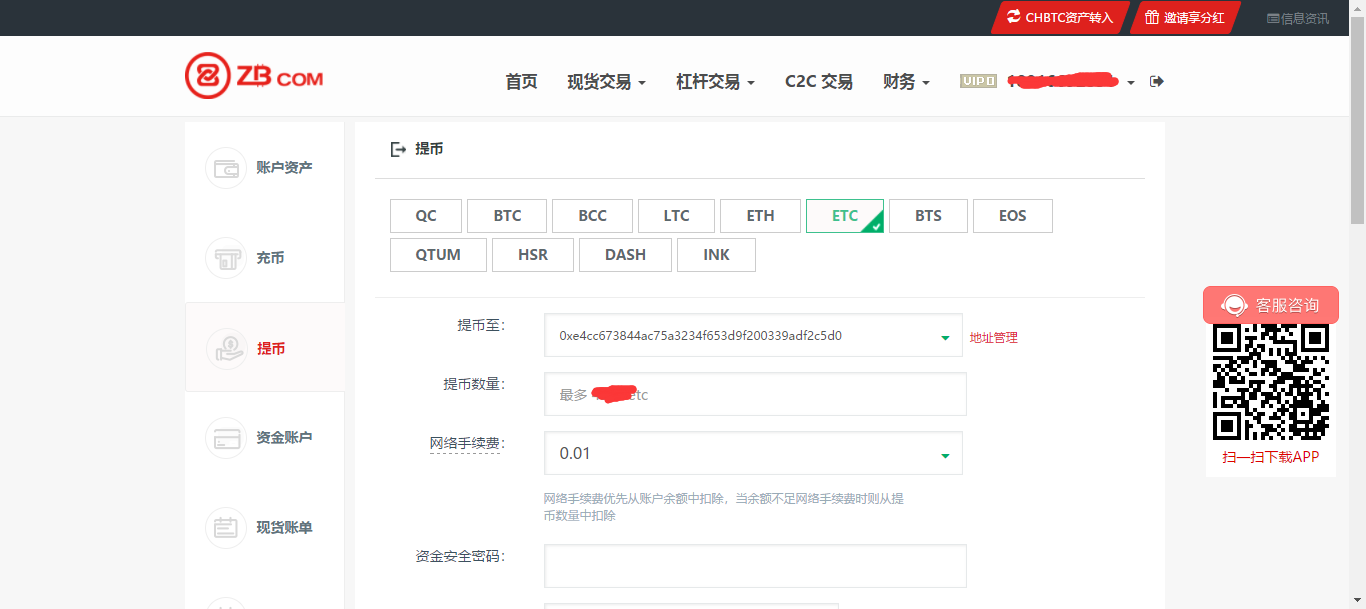 CHBTC资产转入 邀请享分红 信息资讯
ZB.COM 首页 现货交易 杠杆交易 C2C 交易 财务 VIP 0
账户资产
充币
提币
资金账户
现货账单
提币
QC BTC BCC LTC ETH ETC BTS EOS
QTUM HSR DASH INK
提币至: 0xe4cc673844ac75a3234f653d9f200339adf2c5d0 地址管理
提币数量: 最多 etc
网络手续费: 0.01
网络手续费优先从账户余额中扣除，当余额不足网络手续费时则从提
币数量中扣除
资金安全密码:
客服咨询
扫一扫下载APP